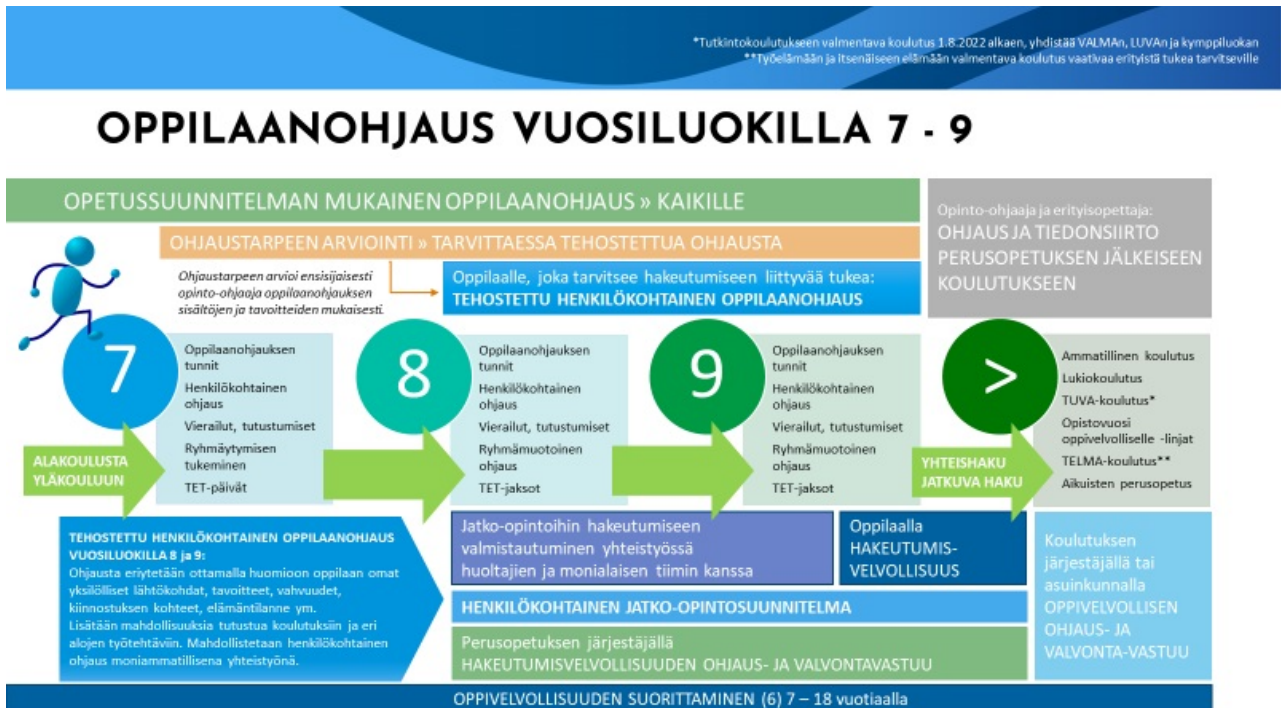 *Tutkintokoulutukseen valmentava koulutus 1.8.2022 alkaen, yhdistää VALMAn, LUVAn ja kymppiluokan
**Työelämään ja itsenäiseen elämään valmentava koulutus vaativaa erityistä tukea tarvitseville
OPPILAANOHJAUS VUOSILUOKILLA 7 - 9
OPETUSSUUNNITELMAN MUKAINEN OPPILAANOHJAUS » KAIKILLE
OHJAUSTARPEEN ARVIOINTI » TARVITTAESSA TEHOSTETTUA OHJAUSTA
Ohjaustarpeen arvioi ensisijaisesti
opinto-ohjaaja oppilaanohjauksen
sisältöjen ja tavoitteiden mukaisesti.
Oppilaalle, joka tarvitsee hakeutumiseen liittyvää tukea:
TEHOSTETTU HENKILÖKOHTAINEN OPPILAANOHJAUS
Opinto-ohjaaja ja erityisopettaja:
OHJAUS JA TIEDONSIIRTO
PERUSOPETUKSEN JÄLKEISEEN
KOULUTUKSEEN
ALAKOULUSTA
YLÄKOULUUN
7
Oppilaanohjauksen
tunnit
Henkilökohtainen
ohjaus
Vierailut, tutustumiset
Ryhmäytymisen
tukeminen
TET-päivät
8
Oppilaanohjauksen
tunnit
Henkilökohtainen
ohjaus
Vierailut, tutustumiset
Ryhmämuotoinen
ohjaus
TET-jaksot
9
Oppilaanohjauksen
tunnit
Henkilökohtainen
ohjaus
Vierailut, tutustumiset
Ryhmämuotoinen
ohjaus
TET-jaksot
YHTEISHAKU
JATKUVA HAKU
>
Ammatillinen koulutus
Lukiokoulutus
TUVA-koulutus*
Opistovuosi
oppivelvolliselle -linjat
TELMA-koulutus**
Aikuisten perusopetus
TEHOSTETTU HENKILÖKOHTAINEN OPPILAANOHJAUS
VUOSILUOKILLA 8 ja 9:
Ohjausta eriytetään ottamalla huomioon oppilaan omat
yksilölliset lähtökohdat, tavoitteet, vahvuudet,
kiinnostuksen kohteet, elämäntilanne ym.
Lisätään mahdollisuuksia tutustua koulutuksiin ja eri
alojen työtehtäviin. Mahdollistetaan henkilökohtainen
ohjaus moniammatillisena yhteistyönä.
Jatko-opintoihin hakeutumiseen
valmistautuminen yhteistyössä
huoltajien ja monialaisen tiimin kanssa
Oppilaalla
HAKEUTUMIS-
VELVOLLISUUS
HENKILÖKOHTAINEN JATKO-OPINTOSUUNNITELMA
Perusopetuksen järjestäjällä
HAKEUTUMISVELVOLLISUUDEN OHJAUS- JA VALVONTAVASTUU
Koulutuksen
järjestäjällä tai
asuinkunnalla
OPPIVELVOLLISEN
OHJAUS- JA
VALVONTA-VASTUU
OPPIVELVOLLISUUDEN SUORITTAMINEN (6) 7 – 18 vuotiaalla